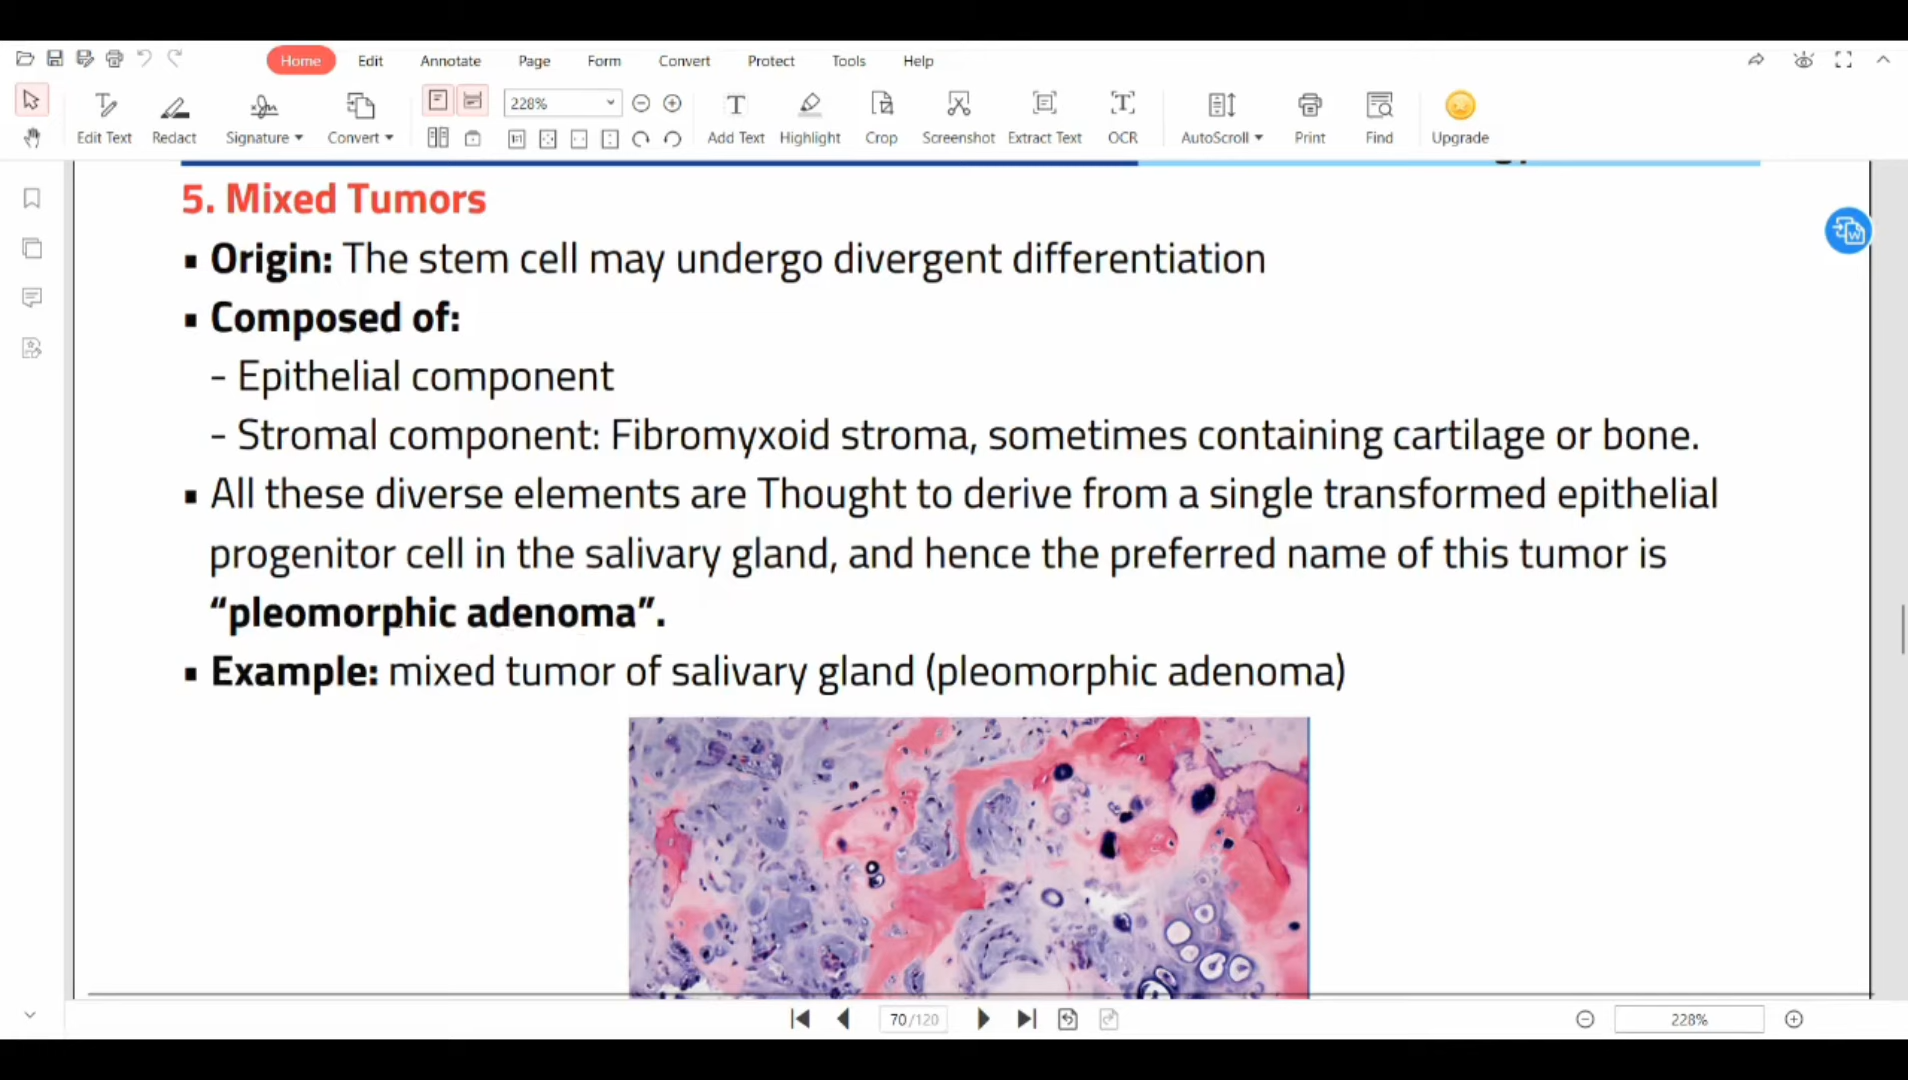 Home Edit Annotate Page Form Convert Protect Tools Help
228%
Edit Text Redact Signature Convert Add Text Highlight Crop Screenshot Extract Text OCR AutoScroll Print Find Upgrade
5. Mixed Tumors
▪ Origin: The stem cell may undergo divergent differentiation
▪ Composed of:
- Epithelial component
- Stromal component: Fibromyxoid stroma, sometimes containing cartilage or bone.
▪ All these diverse elements are Thought to derive from a single transformed epithelial
progenitor cell in the salivary gland, and hence the preferred name of this tumor is
“pleomorphic adenoma”.
▪ Example: mixed tumor of salivary gland (pleomorphic adenoma)
70/120
228%